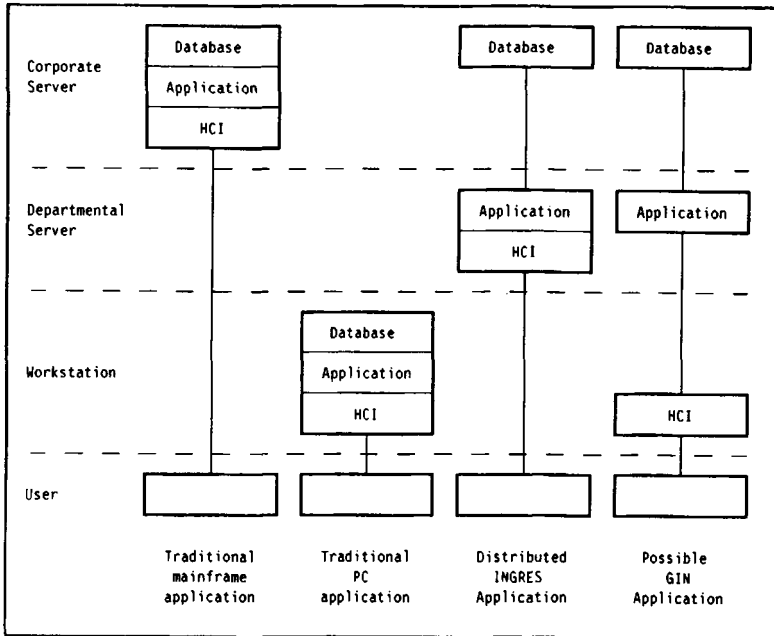 Corporate
Server
Database
Application
HCI
Database
Database
Departmental
Server
Application
HCI
Application
Workstation
Database
Application
HCI
HCI
User
Traditional
mainframe
application
Traditional
PC
application
Distributed
INGRES
Application
Possible
GIN
Application